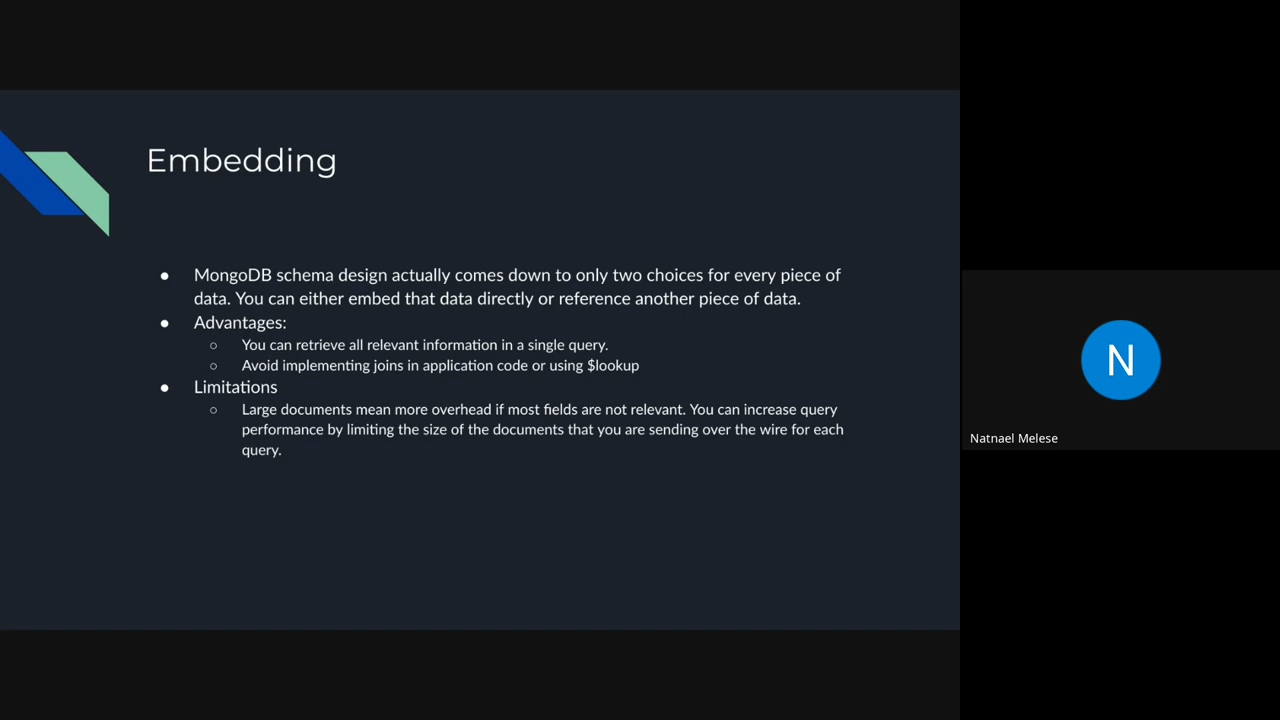 Embedding
● MongoDB schema design actually comes down to only two choices for every piece of
data. You can either embed that data directly or reference another piece of data.
● Advantages:
○ You can retrieve all relevant information in a single query.
○ Avoid implementing joins in application code or using $lookup
● Limitations
○ Large documents mean more overhead if most fields are not relevant. You can increase query
performance by limiting the size of the documents that you are sending over the wire for each
query.
N
Natnael Melese